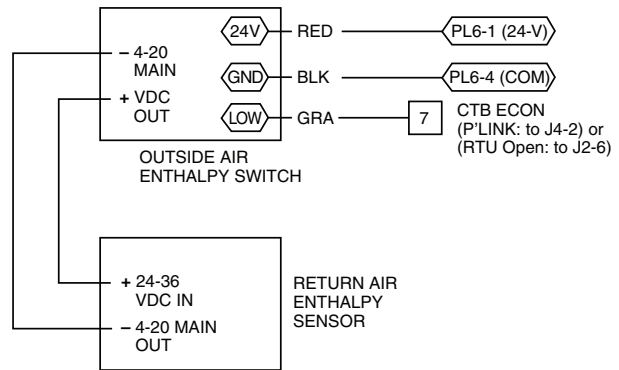 24V RED PL6-1 (24-V)
– 4-20
MAIN
GND BLK PL6-4 (COM)
+ VDC
OUT
LOW GRA 7 CTB ECON
(P'LINK: to J4-2) or
(RTU Open: to J2-6)
OUTSIDE AIR
ENTHALPY SWITCH
+ 24-36
VDC IN
– 4-20 MAIN
OUT
RETURN AIR
ENTHALPY
SENSOR